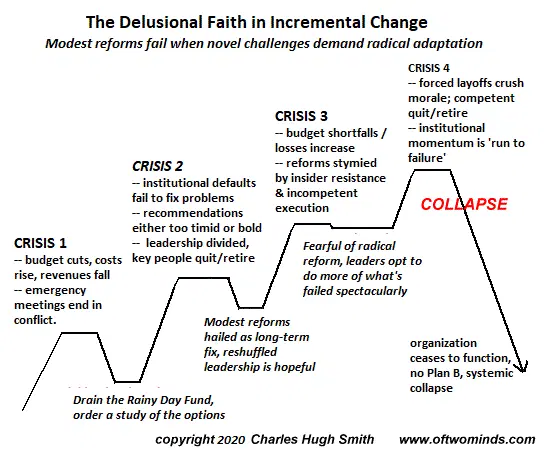 The Delusional Faith in Incremental Change
Modest reforms fail when novel challenges demand radical adaptation
CRISIS 1
-- budget cuts, costs
rise, revenues fall
-- emergency
meetings end in
conflict.
Drain the Rainy Day Fund,
order a study of the options
CRISIS 2
-- institutional defaults
fail to fix problems
-- recommendations
either too timid or bold
-- leadership divided,
key people quit/retire
Modest reforms
hailed as long-term
fix, reshuffled
leadership is hopeful
CRISIS 3
-- budget shortfalls /
losses increase
-- reforms stymied
by insider resistance
& incompetent
execution
Fearful of radical
reform, leaders opt to
do more of what's
failed spectacularly
CRISIS 4
-- forced layoffs crush
morale; competent
quit/retire
-- institutional
momentum is 'run to
failure'
COLLAPSE
organization
ceases to function,
no Plan B, systemic
collapse
copyright 2020 Charles Hugh Smith www.oftwominds.com